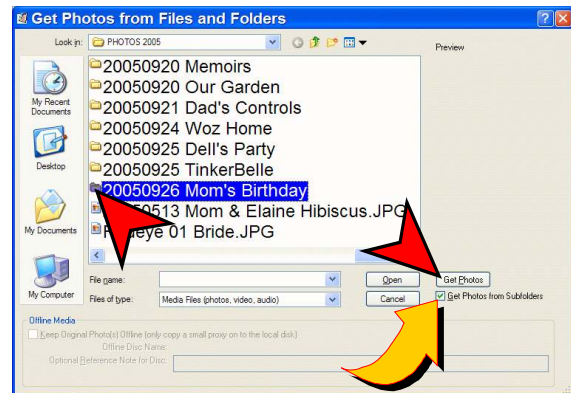 Get Photos from Files and Folders
Look in: PHOTOS 2005
Preview
20050920 Memoirs
20050920 Our Garden
20050921 Dad's Controls
20050924 Woz Home
20050925 Dell's Party
20050925 TinkerBelle
20050926 Mom's Birthday
513 Mom & Elaine Hibiscus.JPG
eye 01 Bride.JPG
My Recent
Documents
Desktop
My Documents
My Computer
File name:
Open
Get Photos
Files of type: Media Files (photos, video, audio)
Cancel
Get Photos from Subfolders
Offline Media
Keep Original Photo(s) Offline (only copy a small proxy on to the local disk)
Offline Disc Name:
Optional Reference Note for Disc: